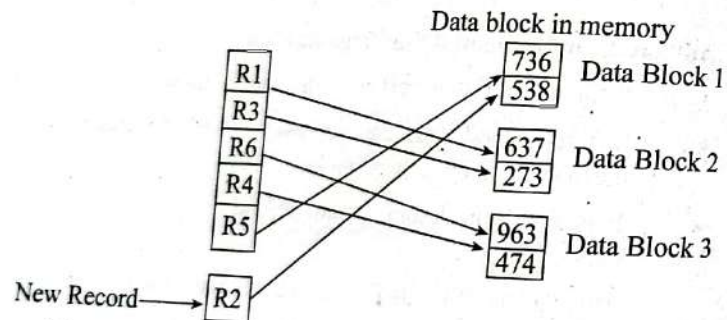 Data block in memory
R1
R3
R6
R4
R5
736
538
Data Block 1
637
273
Data Block 2
963
474
Data Block 3
New Record
R2